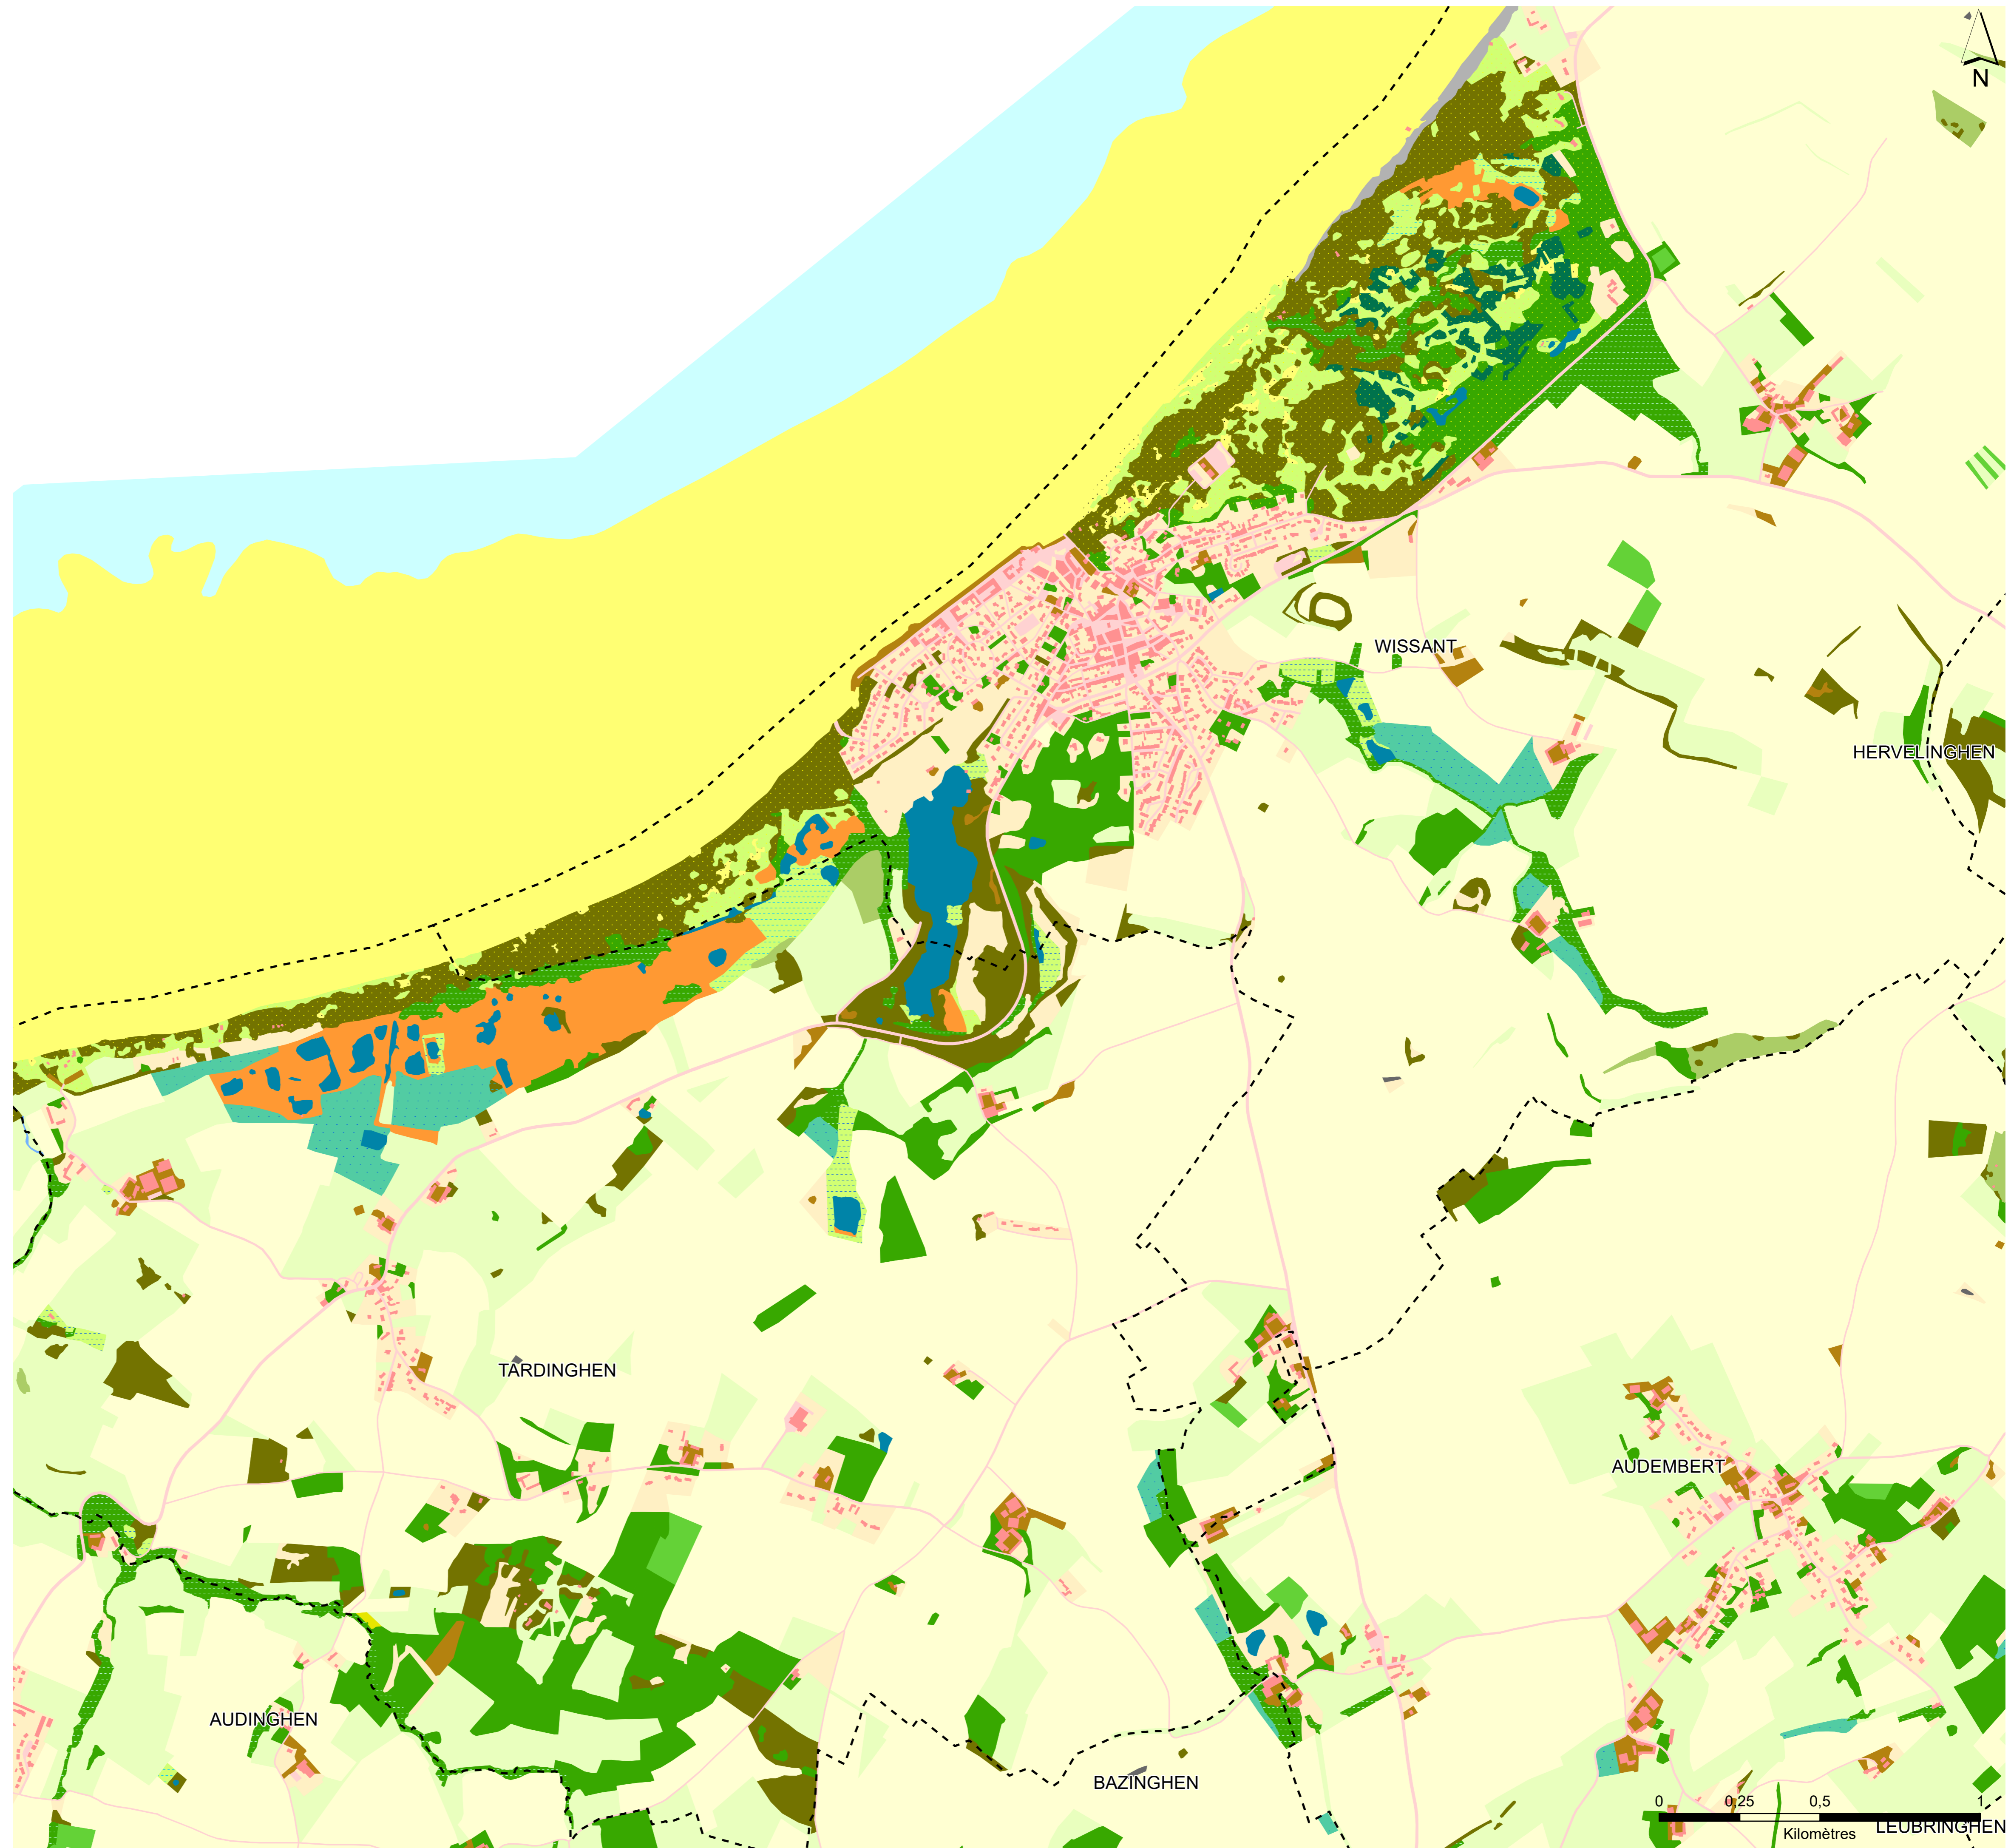 N
WISSANT
HERVELINGHEN
TARDINGHEN
AUDEMBERT
AUDINGHEN
BAZINGHEN
0 0,25 0,5 1
Kilomètres
LEUBRINGHEN